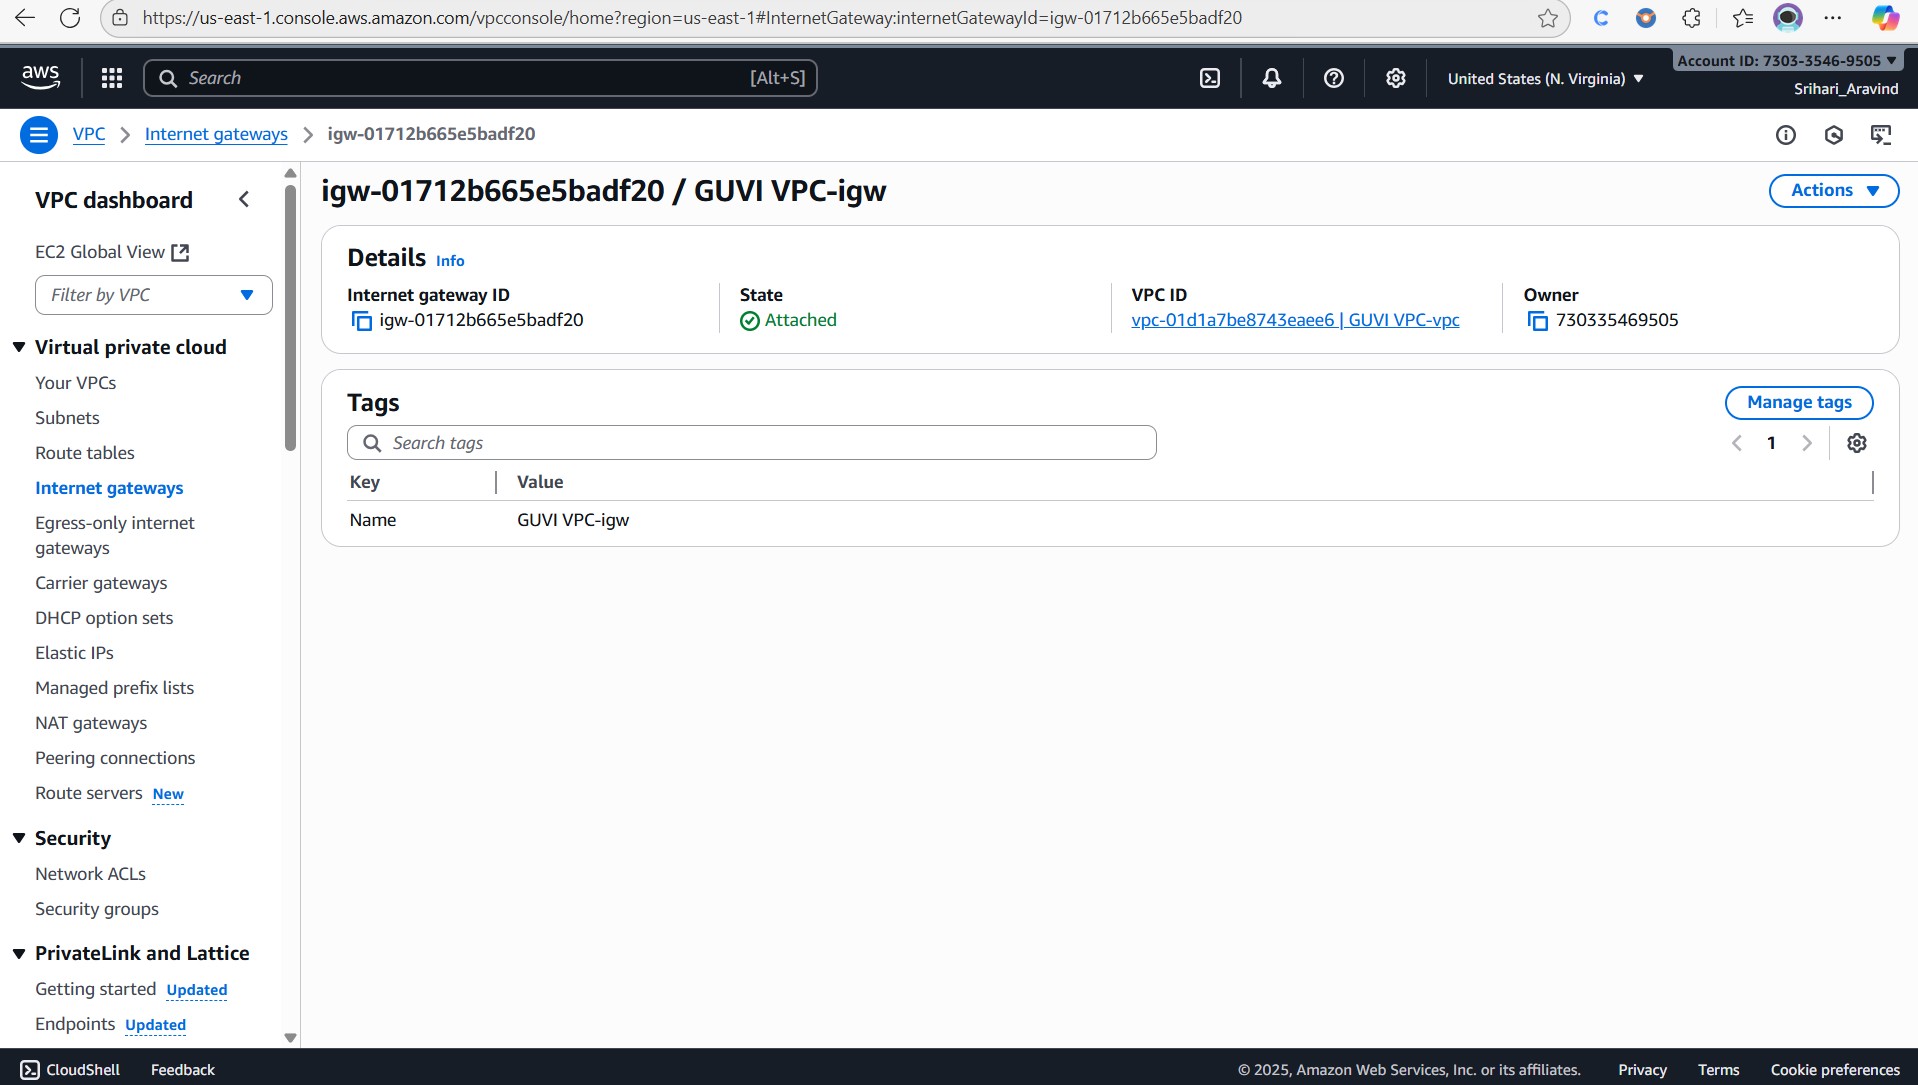 https://us-east-1.console.aws.amazon.com/vpcconsole/home?region=us-east-1#InternetGateway:internetGatewayId=igw-01712b665e5badf20
aws
Search
[Alt+S]
United States (N. Virginia)
Account ID: 7303-3546-9505
Srihari_Aravind
VPC
Internet gateways
igw-01712b665e5badf20
VPC dashboard
EC2 Global View
Filter by VPC
Virtual private cloud
Your VPCs
Subnets
Route tables
Internet gateways
Egress-only internet
gateways
Carrier gateways
DHCP option sets
Elastic IPs
Managed prefix lists
NAT gateways
Peering connections
Route servers New
Security
Network ACLs
Security groups
PrivateLink and Lattice
Getting started Updated
Endpoints Updated
igw-01712b665e5badf20 / GUVI VPC-igw
Actions
Details Info
Internet gateway ID
igw-01712b665e5badf20
State
Attached
VPC ID
vpc-01d1a7be8743eaee6 | GUVI VPC-vpc
Owner
730335469505
Tags
Manage tags
Search tags
1
Key Value
Name GUVI VPC-igw
CloudShell Feedback
© 2025, Amazon Web Services, Inc. or its affiliates. Privacy Terms Cookie preferences